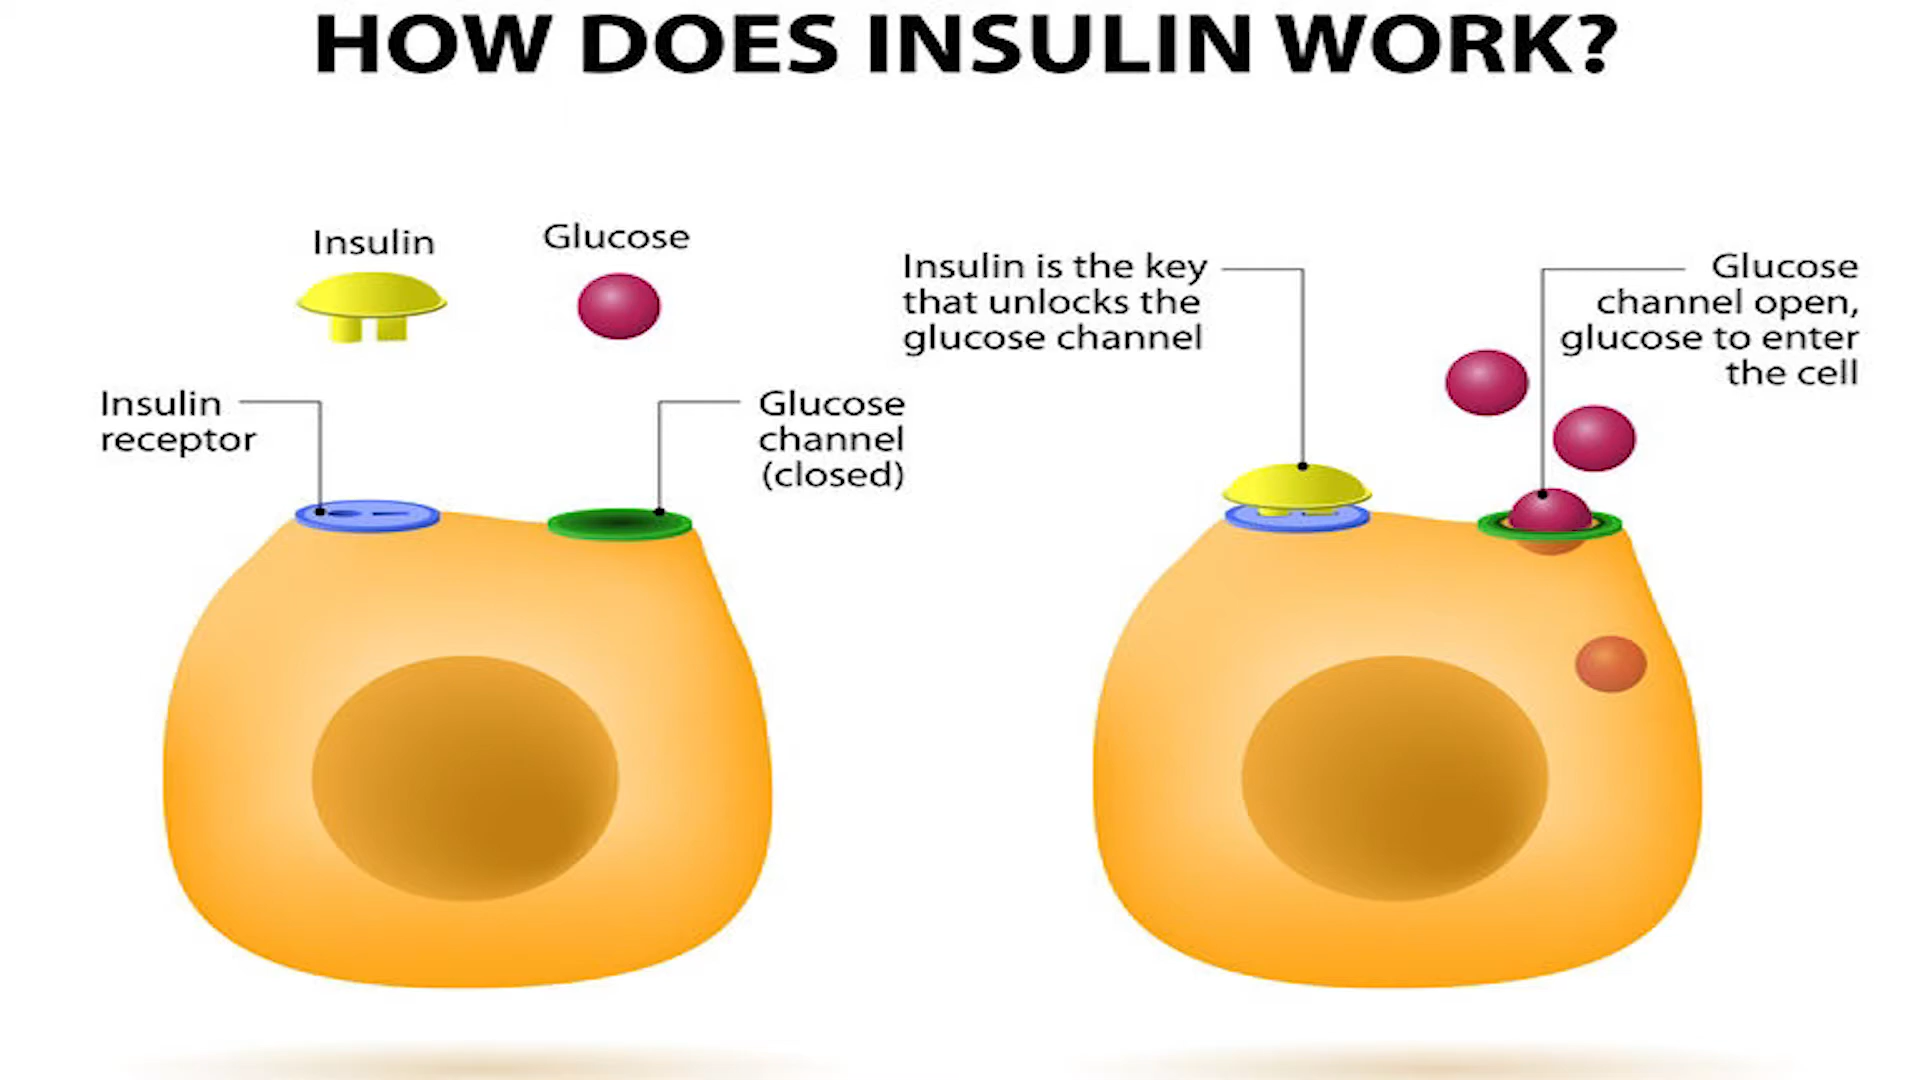 HOW DOES INSULIN WORK?
Insulin
Glucose
Insulin
receptor
Glucose
channel
(closed)
Insulin is the key
that unlocks the
glucose channel
Glucose
channel open,
glucose to enter
the cell